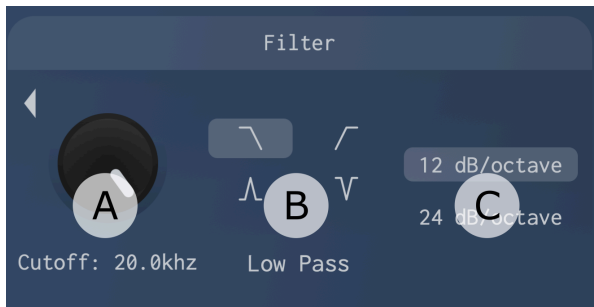 Filter
12 dB/octave
A
B
C
24 dB/octave
Cutoff: 20.0khz
Low Pass